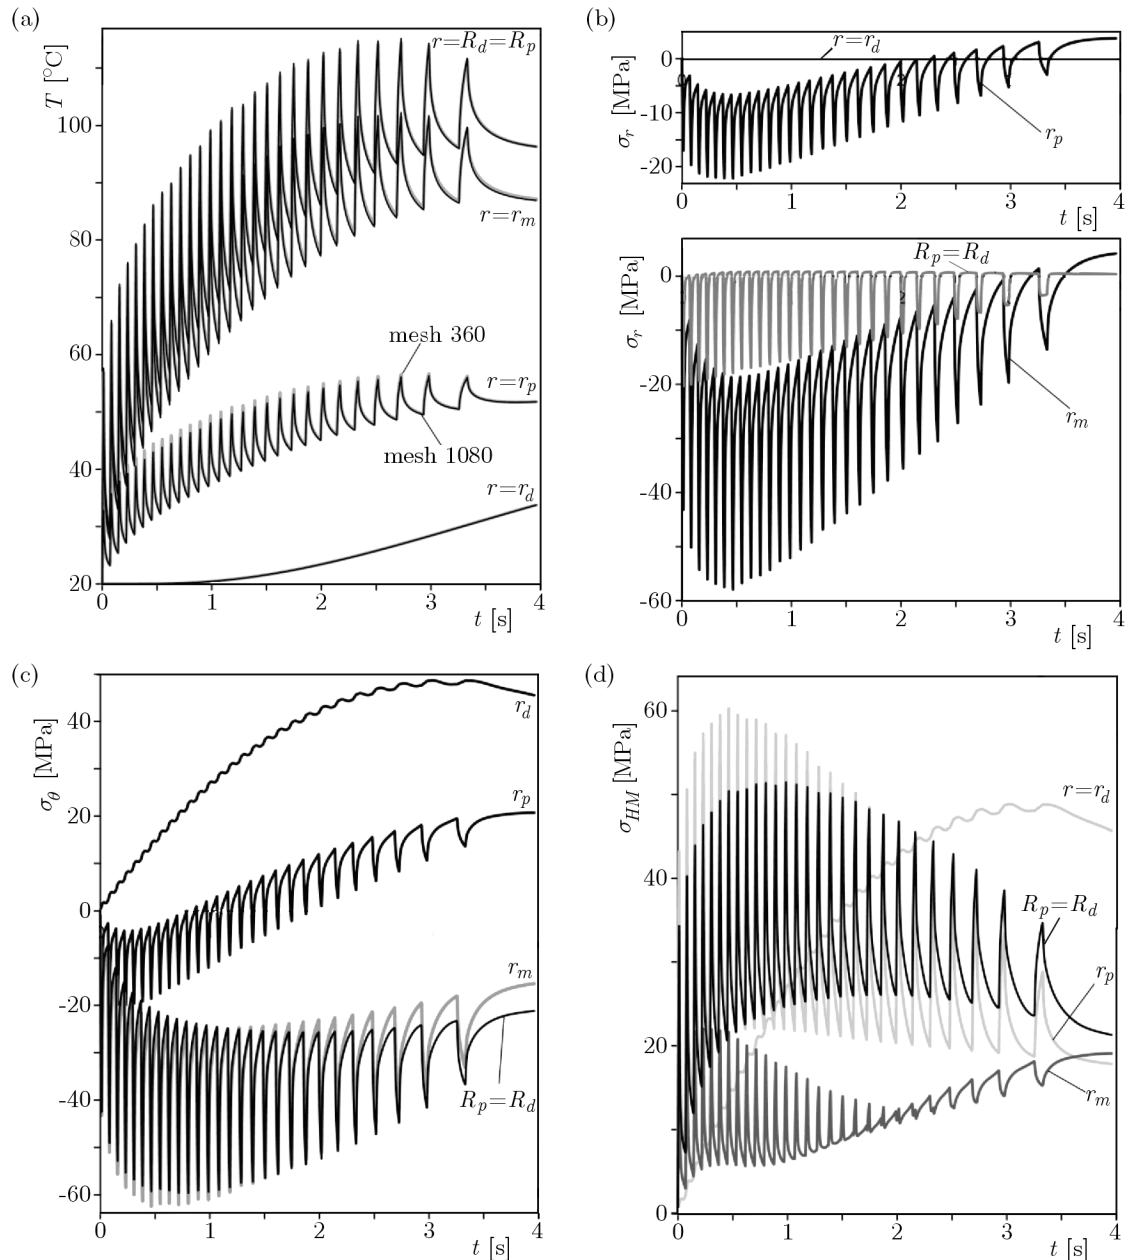 (a)
T [°C]
r=R_d=R_p
100
r=r_m
80
60
mesh 360
r=r_p
40
mesh 1080
r=r_d
20
0
1
2
3
4
t [s]
(b)
r=r_d
σ_r [MPa]
0
-10
-20
r_p
2
0
1
2
3
4
t [s]
R_p=R_d
σ_r [MPa]
0
2
-20
r_m
-40
-60
0
1
2
3
4
t [s]
(c)
σ_θ [MPa]
40
r_d
20
r_p
0
r_m
-20
-40
R_p=R_d
-60
0
1
2
3
4
t [s]
(d)
σ_HM [MPa]
60
r=r_d
40
R_p=R_d
r_p
20
r_m
0
0
1
2
3
4
t [s]